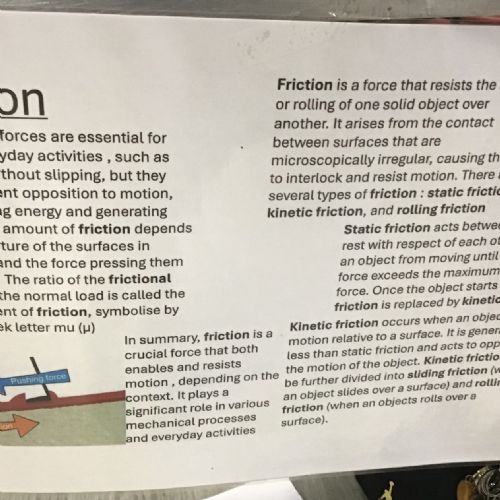 on
forces are essential for
yday activities , such as
thout slipping, but they
ent opposition to motion,
g energy and generating
amount of friction depends
ture of the surfaces in
and the force pressing them
The ratio of the frictional
the normal load is called the
ent of friction, symbolise by
ek letter mu (μ)
Pushing force
In summary, friction is a
crucial force that both
enables and resists
motion , depending on the
context. It plays a
significant role in various
mechanical processes
and everyday activities
Friction is a force that resists the
or rolling of one solid object over
another. It arises from the contact
between surfaces that are
microscopically irregular, causing th
to interlock and resist motion. There a
several types of friction : static frictio
kinetic friction, and rolling friction
Static friction acts betwe
rest with respect of each ot
an object from moving until
force exceeds the maximum
force. Once the object starts
friction is replaced by kinetic
Kinetic friction occurs when an objec
motion relative to a surface. It is gener
less than static friction and acts to opp
the motion of the object. Kinetic frictio
be further divided into sliding friction (w
an object slides over a surface) and rollin
friction (when an objects rolls over a
surface).